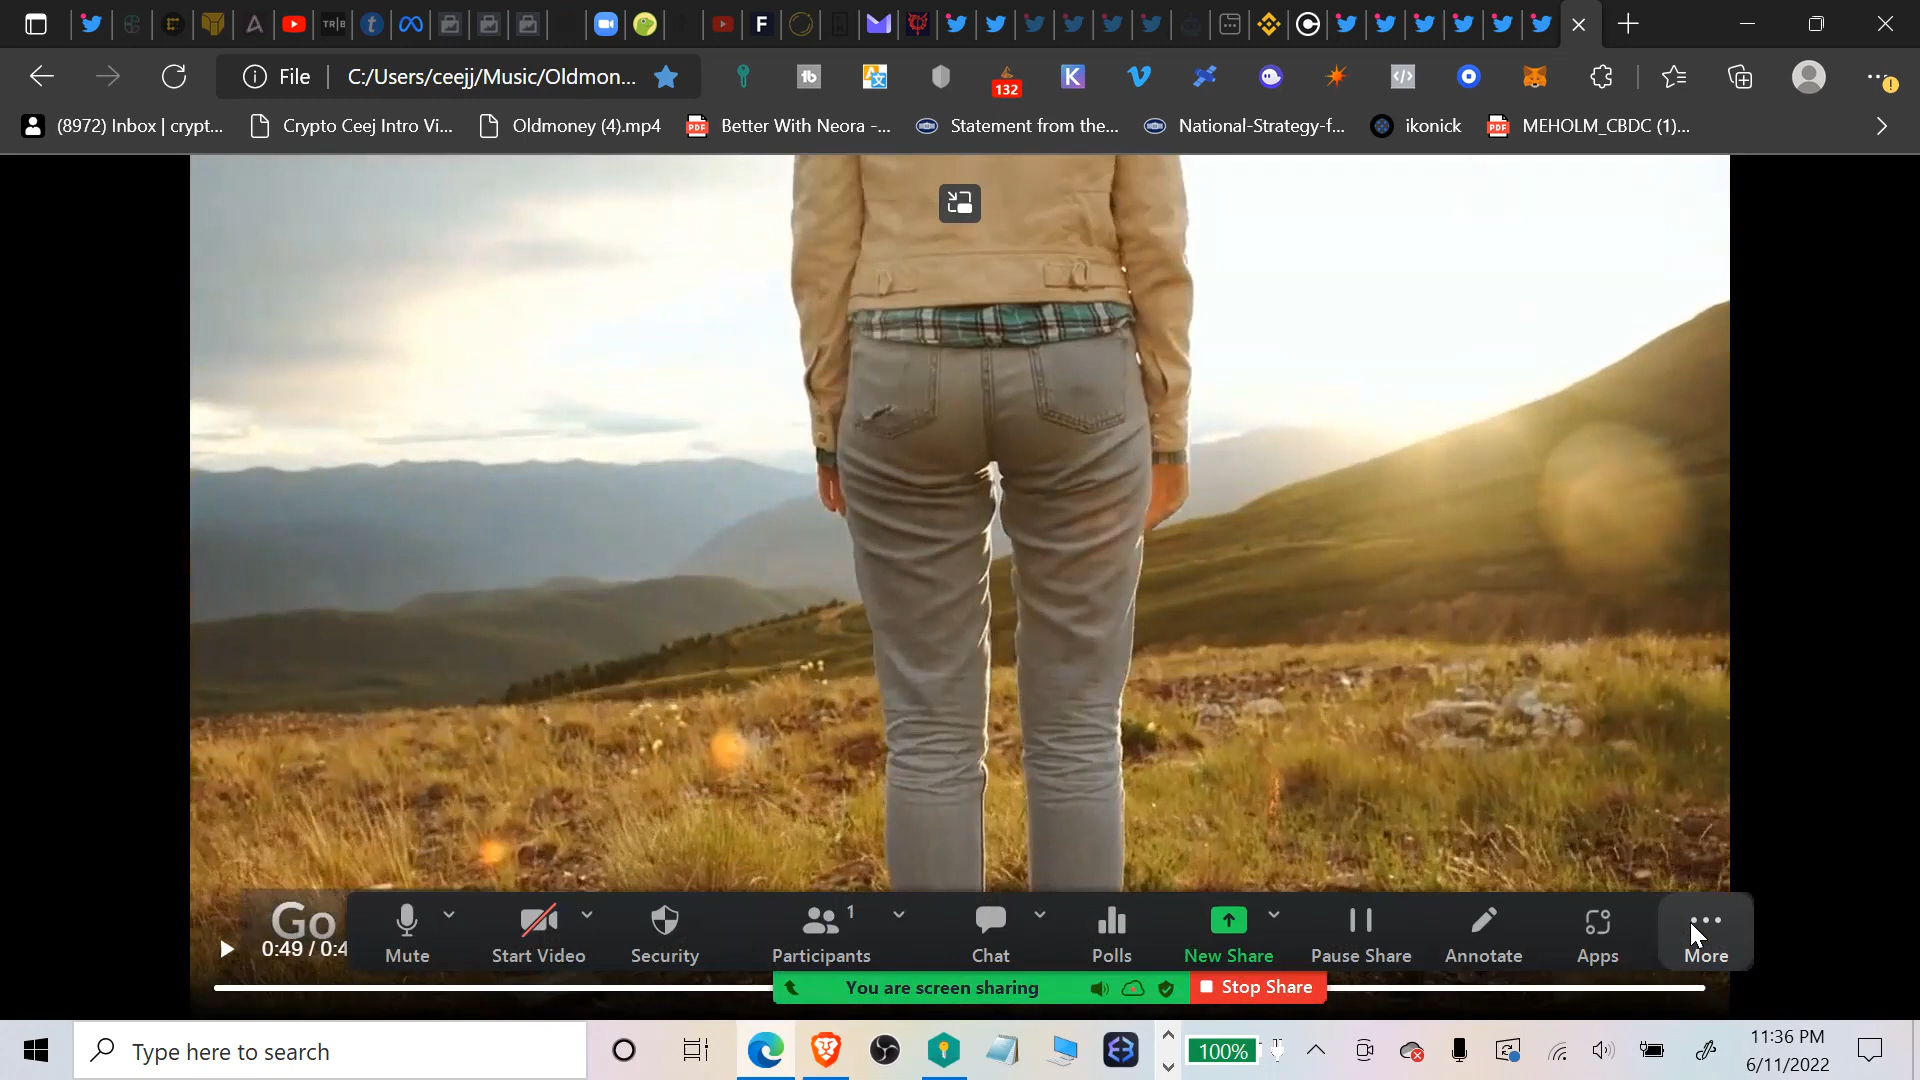 File
C:/Users/ceejj/Music/Oldmon...
132
(8972) Inbox | crypt...
Crypto Ceej Intro Vi...
Oldmoney (4).mp4
Better With Neora -...
Statement from the...
National-Strategy-f...
ikonick
MEHOLM_CBDC (1)...
Go
0:49 / 0:4
Mute
Start Video
Security
1
Participants
Chat
Polls
New Share
Pause Share
Annotate
Apps
More
You are screen sharing
Stop Share
Type here to search
100%
11:36 PM
6/11/2022